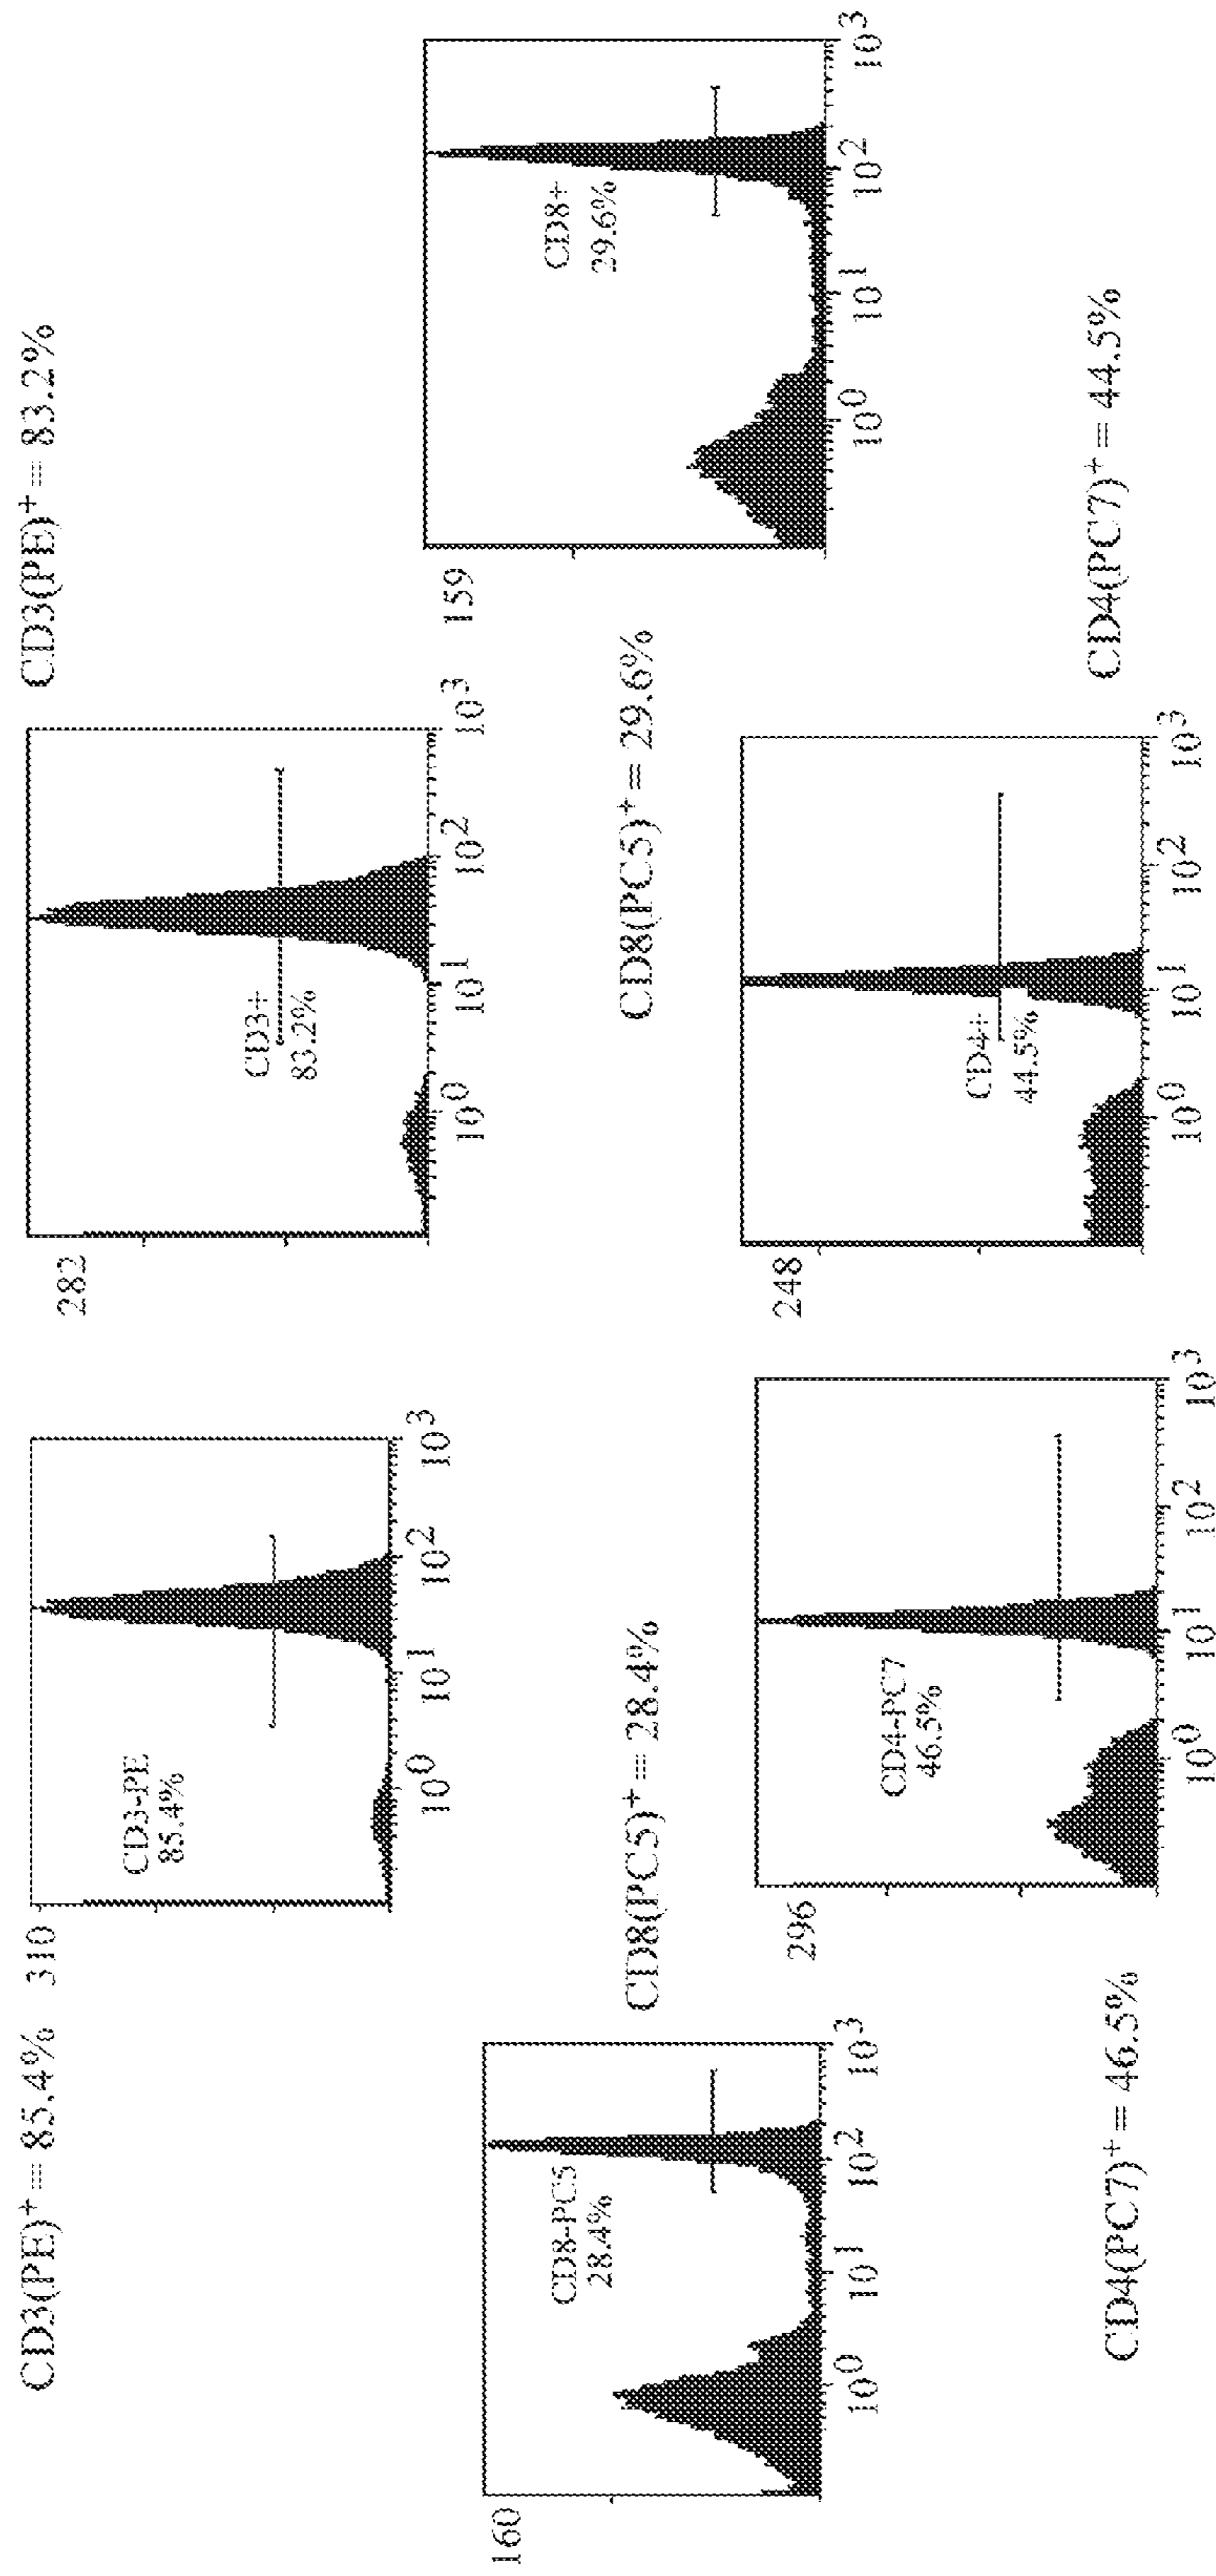 CD3(PE)⁺ = 85.4%
310
CD3-PE
85.4%
10⁰ 10¹ 10² 10³
160
CD8-PC5
28.4%
10⁰ 10¹ 10² 10³
CD8(PC5)⁺ = 28.4%
296
CD4-PC7
46.5%
10⁰ 10¹ 10² 10³
CD4(PC7)⁺ = 46.5%
282
CD3+
83.2%
10⁰ 10¹ 10² 10³
CD3(PE)⁺ = 83.2%
159
CD8+
29.6%
10⁰ 10¹ 10² 10³
CD8(PC5)⁺ = 29.6%
248
CD4+
44.5%
10⁰ 10¹ 10² 10³
CD4(PC7)⁺ = 44.5%